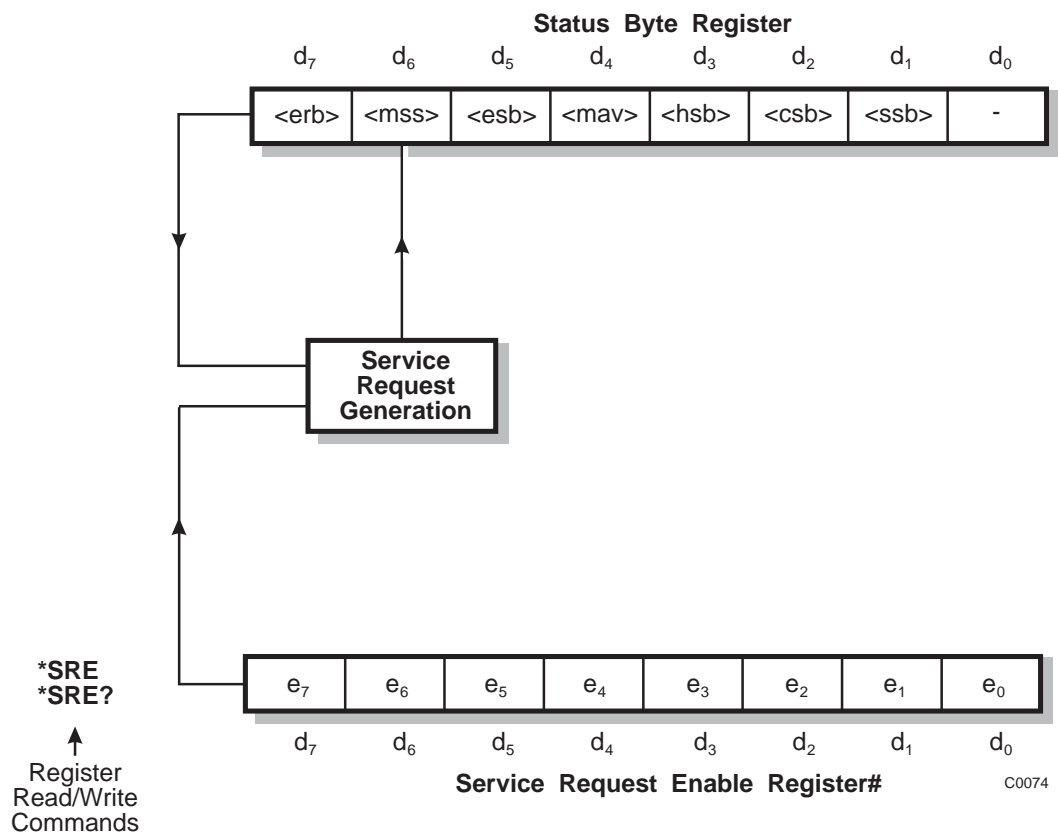 Status Byte Register
d7 d6 d5 d4 d3 d2 d1 d0
<erb> <mss> <esb> <mav> <hsb> <csb> <ssb> -
Service
Request
Generation
*SRE
*SRE?
Register
Read/Write
Commands
e7 e6 e5 e4 e3 e2 e1 e0
d7 d6 d5 d4 d3 d2 d1 d0
Service Request Enable Register#
C0074